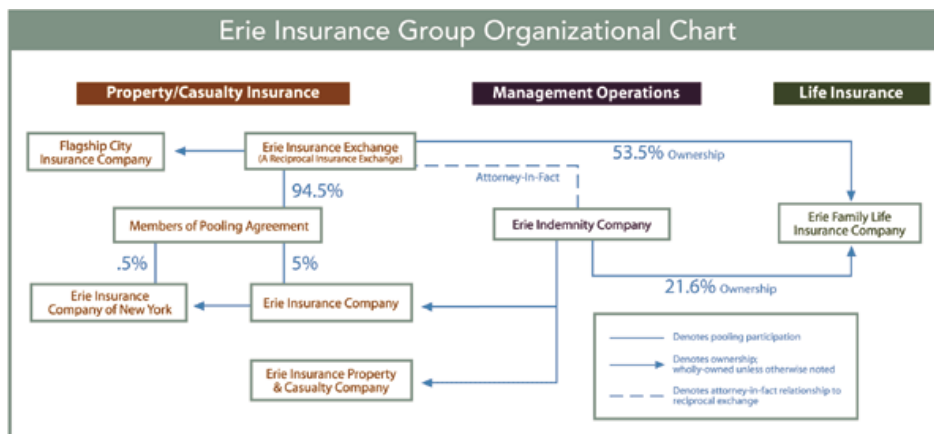 Erie Insurance Group Organizational Chart
Property/Casualty Insurance
Management Operations
Life Insurance
Flagship City
Insurance Company
Erie Insurance Exchange
(A Reciprocal Insurance Exchange)
53.5% Ownership
Attorney-In-Fact
94.5%
Members of Pooling Agreement
Erie Indemnity Company
Erie Family Life
Insurance Company
.5%
5%
21.6% Ownership
Erie Insurance
Company of New York
Erie Insurance Company
Erie Insurance Property
& Casualty Company
Denotes pooling participation
Denotes ownership;
wholly-owned unless otherwise noted
Denotes attorney-in-fact relationship to
reciprocal exchange